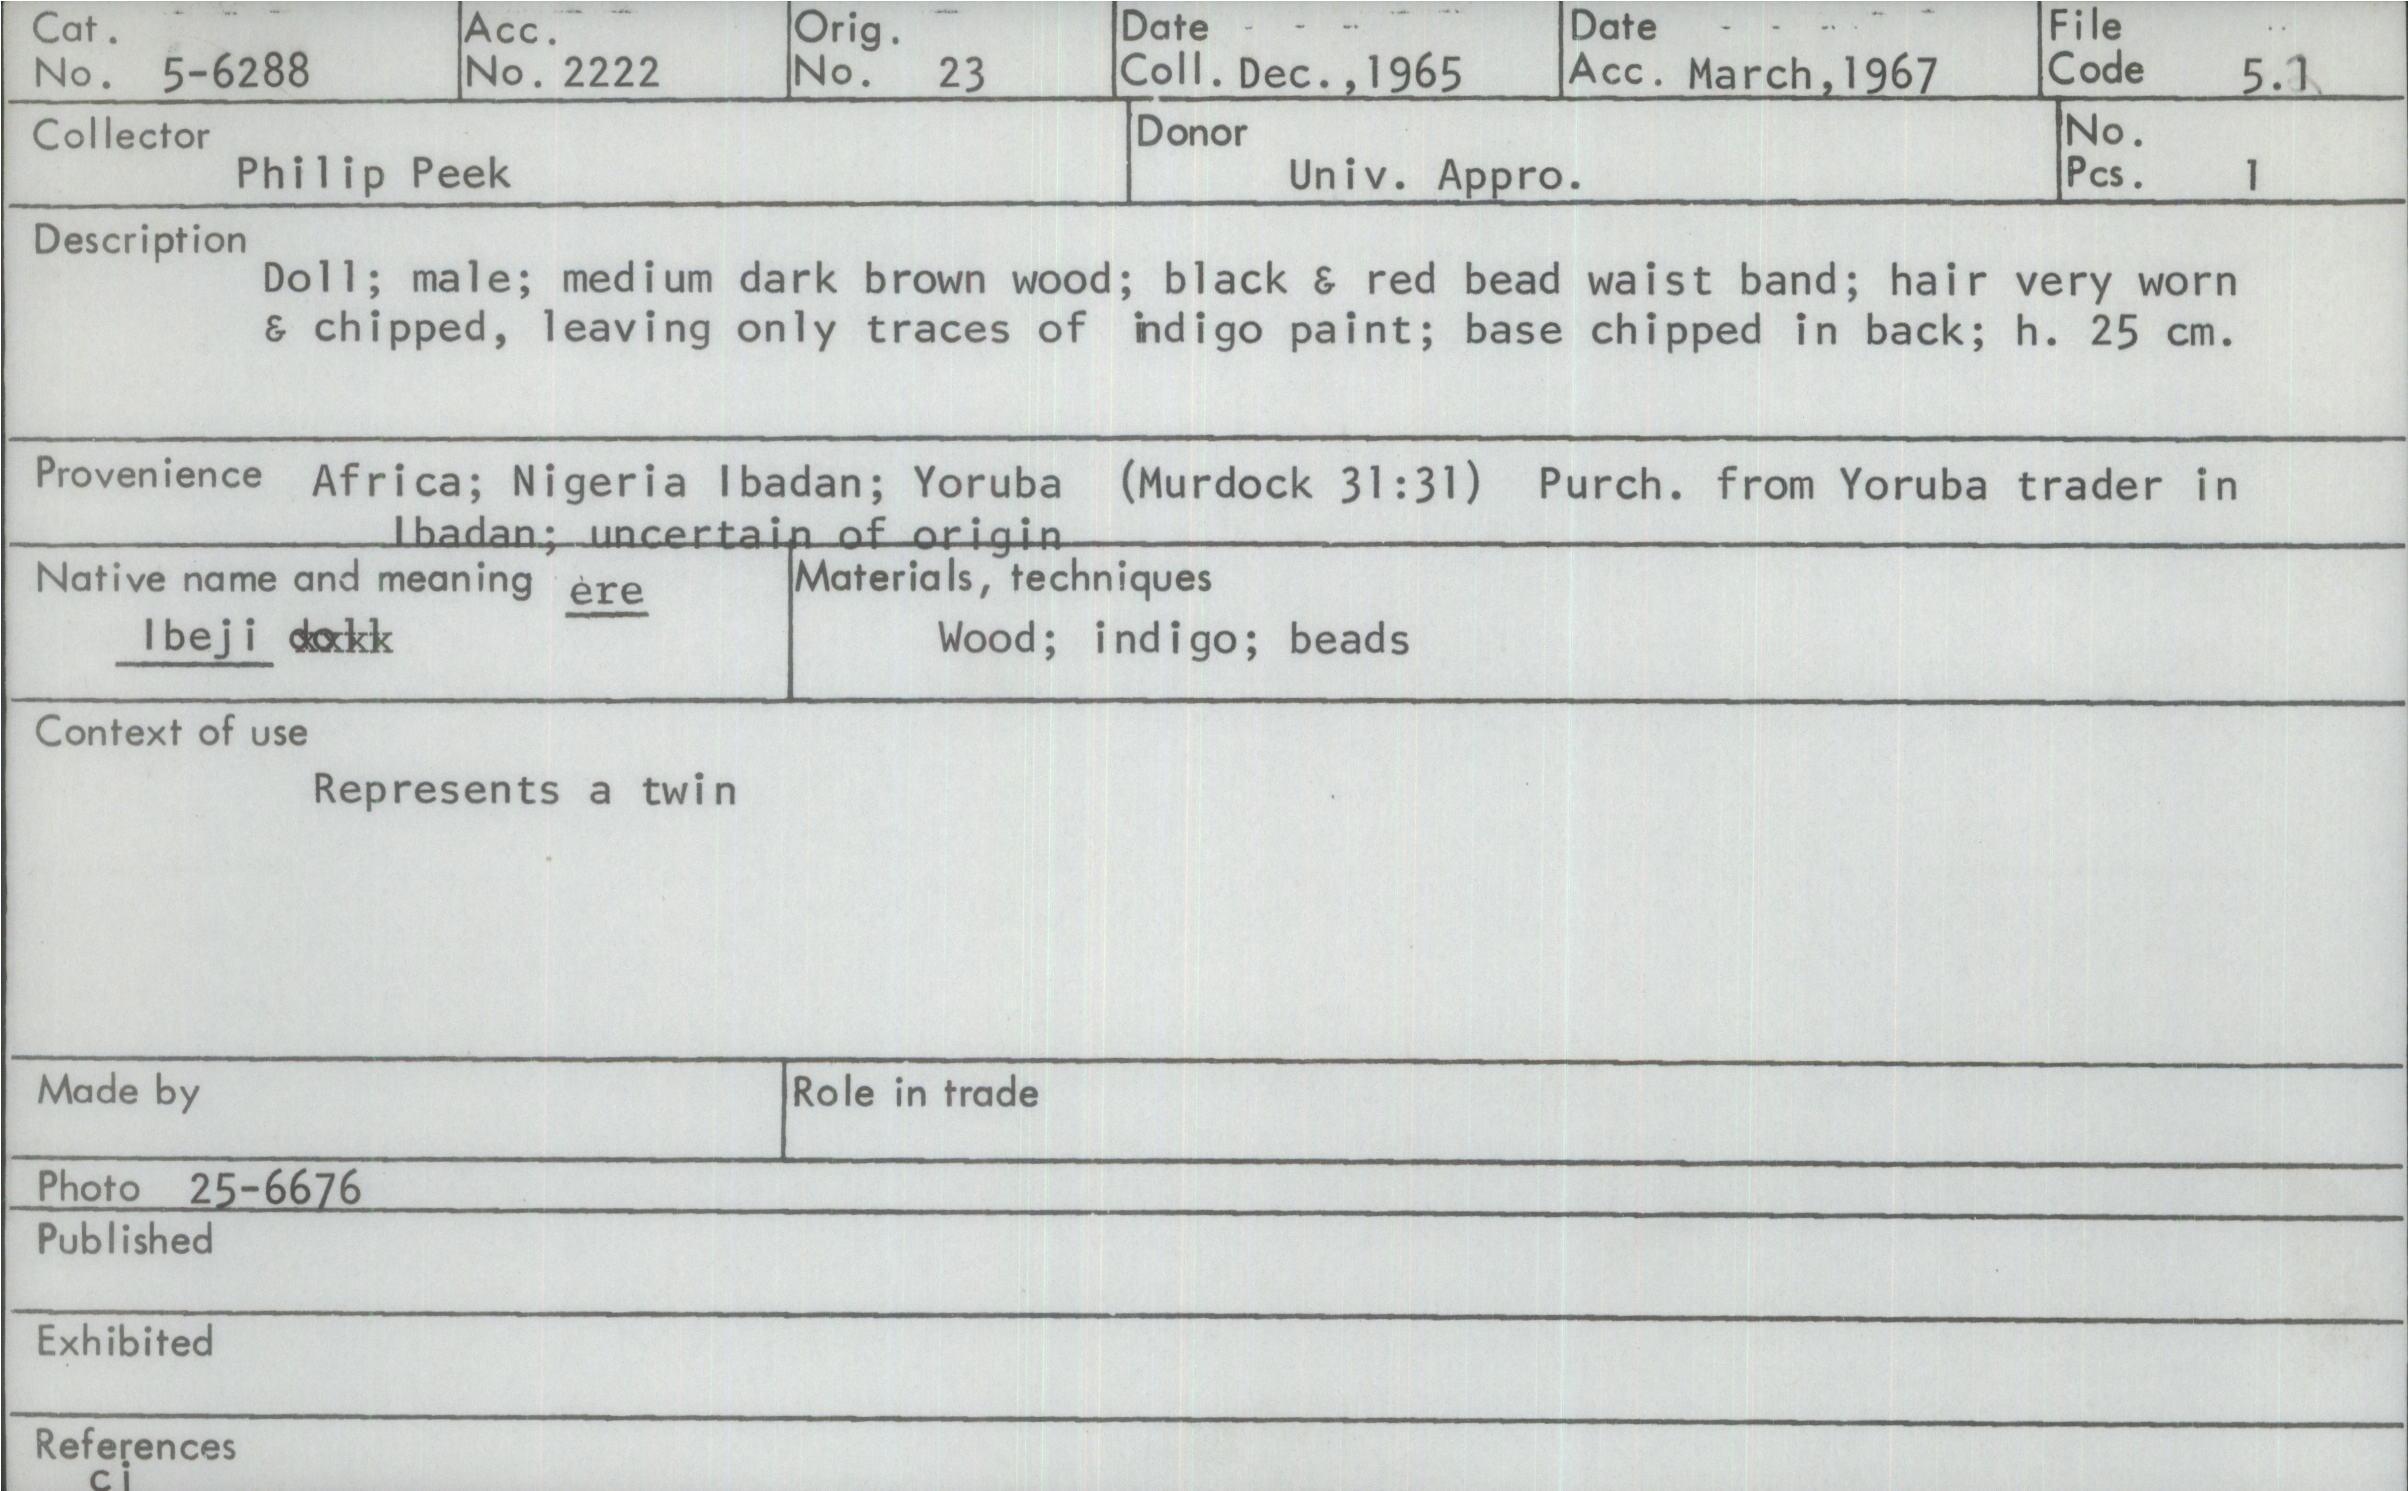 Cat. No. 5-6288
Acc. No. 2222
Orig. No. 23
Date Coll. Dec.,1965
Date Acc. March,1967
File Code 5.1
Collector
Philip Peek
Donor
Univ. Appro.
No. Pcs. 1
Description
Doll; male; medium dark brown wood; black & red bead waist band; hair very worn
& chipped, leaving only traces of indigo paint; base chipped in back; h. 25 cm.
Provenience Africa; Nigeria Ibadan; Yoruba (Murdock 31:31) Purch. from Yoruba trader in
Ibadan; uncertain of origin
Native name and meaning ere
Ibeji
Materials, techniques
Wood; indigo; beads
Context of use
Represents a twin
Made by
Role in trade
Photo 25-6676
Published
Exhibited
References